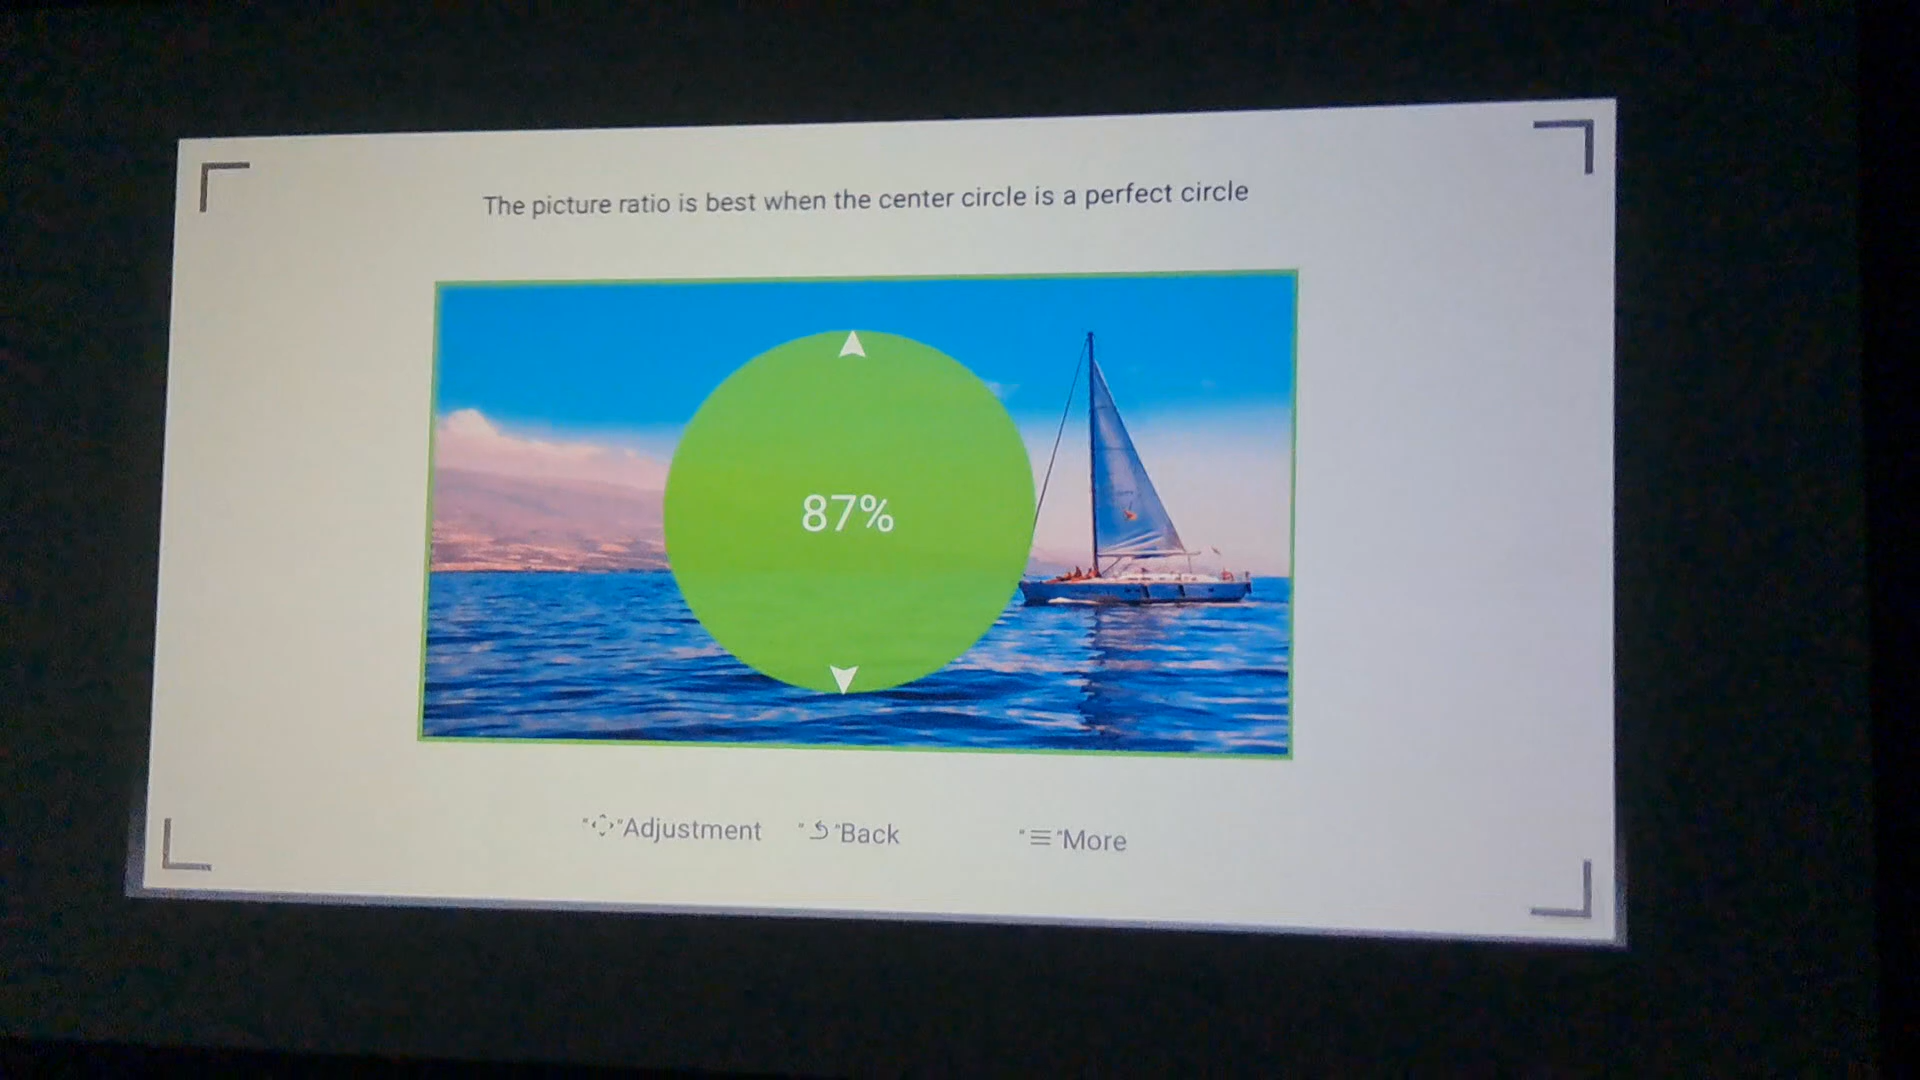 The picture ratio is best when the center circle is a perfect circle
87%
""Adjustment ""Back ""More